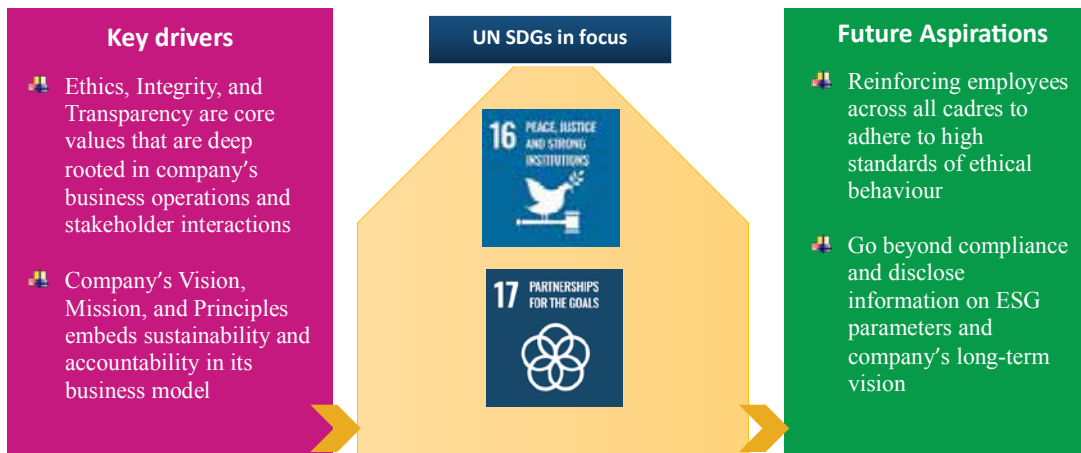 Key drivers
Ethics, Integrity, and
Transparency are core
values that are deep
rooted in company's
business operations and
stakeholder interactions
Company's Vision,
Mission, and Principles
embeds sustainability and
accountability in its
business model
UN SDGs in focus
16 PEACE, JUSTICE
AND STRONG
INSTITUTIONS
17 PARTNERSHIPS
FOR THE GOALS
Future Aspirations
Reinforcing employees
across all cadres to
adhere to high
standards of ethical
behaviour
Go beyond compliance
and disclose
information on ESG
parameters and
company's long-term
vision